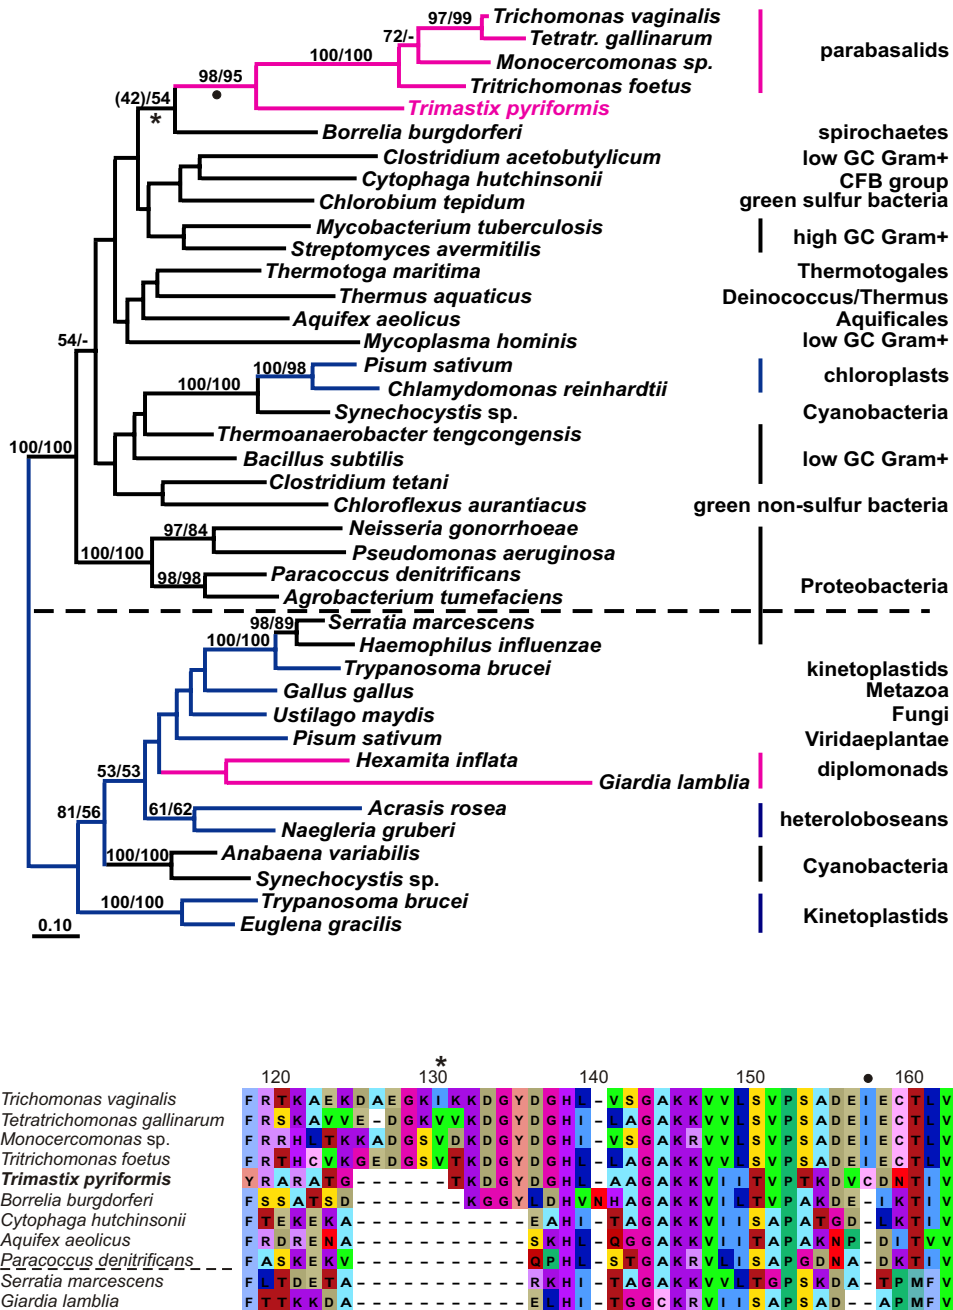 97/99 Trichomonas vaginalis
72/- Tetratr. gallinarum
parabasalids
100/100 Monocercomonas sp.
98/95 Tritrichomonas foetus
●
(42)/54 Trimastix pyriformis
*
Borrelia burgdorferi spirochaetes
Clostridium acetobutylicum low GC Gram+
Cytophaga hutchinsonii CFB group
Chlorobium tepidum green sulfur bacteria
Mycobacterium tuberculosis
high GC Gram+
Streptomyces avermitilis
Thermotoga maritima Thermotogales
Thermus aquaticus Deinococcus/Thermus
Aquifex aeolicus Aquificales
54/- Mycoplasma hominis low GC Gram+
100/98 Pisum sativum
chloroplasts
100/100 Chlamydomonas reinhardtii
Synechocystis sp. Cyanobacteria
Thermoanaerobacter tengcongensis
100/100 Bacillus subtilis low GC Gram+
Clostridium tetani
Chloroflexus aurantiacus green non-sulfur bacteria
97/84 Neisseria gonorrhoeae
100/100 Pseudomonas aeruginosa
98/98 Paracoccus denitrificans
Proteobacteria
Agrobacterium tumefaciens
98/89 Serratia marcescens
100/100 Haemophilus influenzae
Trypanosoma brucei kinetoplastids
Gallus gallus Metazoa
Ustilago maydis Fungi
Pisum sativum Viridaeplantae
53/53 Hexamita inflata
diplomonads
Giardia lamblia
81/56 61/62 Acrasis rosea
heteroloboseans
Naegleria gruberi
100/100 Anabaena variabilis
Cyanobacteria
Synechocystis sp.
100/100 Trypanosoma brucei
Kinetoplastids
0.10 Euglena gracilis
* ●
120 130 140 150 160
Trichomonas vaginalis F R T K A E K D A E G K I K K D G Y D G H L – V S G A K K V V L S V P S A D E I E C T L V
Tetratrichomonas gallinarum F R S K A V V E – D G K V V K D G Y D G H I – L A G A K K V V L S V P S A D E I E C T L V
Monocercomonas sp. F R R H L T K K A D G S V D K D G Y D G H I – V S G A K R V V L S V P S A D E I E C T L V
Tritrichomonas foetus F R T H C V K G E D G S V T K D G Y D G H L – L A G A K K V V L S V P S A D E I E C T L V
Trimastix pyriformis Y R A R A T G – – – – – – T K D G Y D G H L – A A G A K K V I I T V P T K D V C D N T I V
Borrelia burgdorferi F S S A T S D – – – – – – – K G G Y L D H V N H A G A K K V I L T V P A K D E – I K T I V
Cytophaga hutchinsonii F T E K E K A – – – – – – – – – – – E A H I – T A G A K K V I I S A P A T G D – L K T I V
Aquifex aeolicus F R D R E N A – – – – – – – – – – – S K H L – Q G G A K K V I I T A P A K N P – D I T V V
Paracoccus denitrificans F A S K E K V – – – – – – – – – – – Q P H L – S T G A K R V L I S A P G D N A – D K T I V
Serratia marcescens F L T D E T A – – – – – – – – – – – R K H I – T A G A K K V V L T G P S K D A – T P M F V
Giardia lamblia F T T K K D A – – – – – – – – – – – E L H I – T G G C K R V I I S A P S A D – – A P M F V